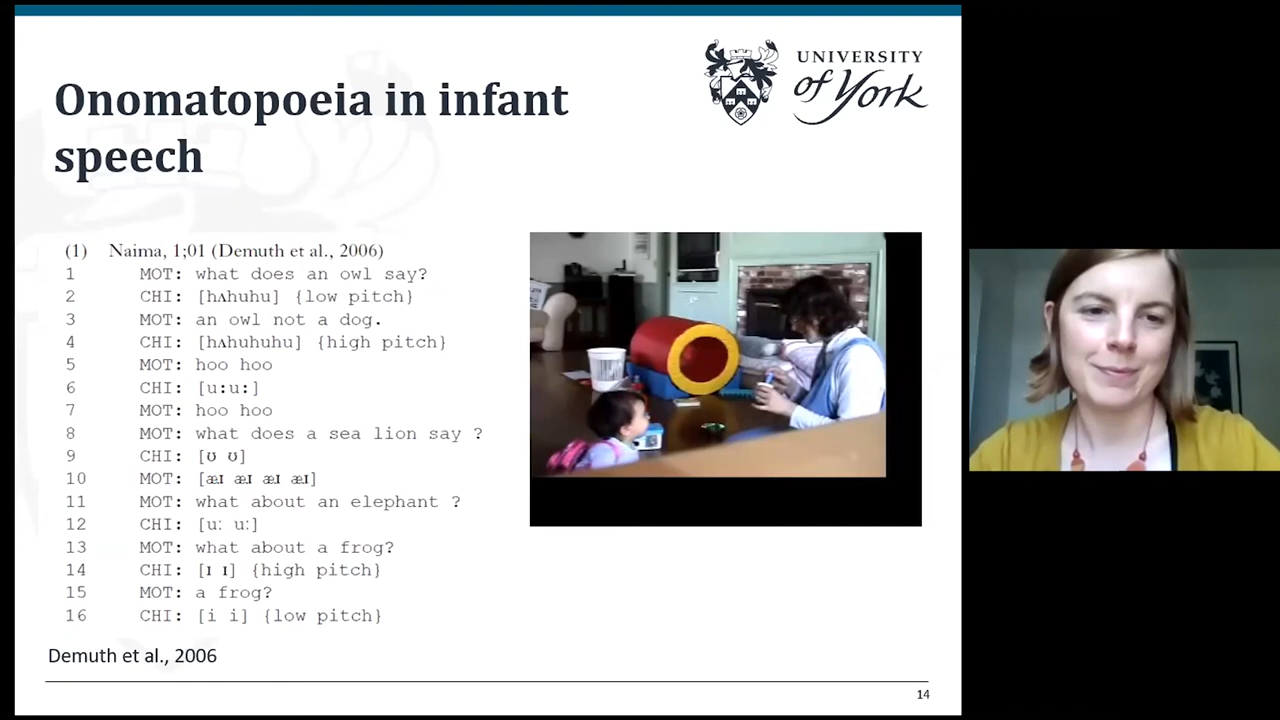 Onomatopoeia in infant
speech
UNIVERSITY
of York
(1) Naima, 1;01 (Demuth et al., 2006)
1 MOT: what does an owl say?
2 CHI: [hʌhuhu] {low pitch}
3 MOT: an owl not a dog.
4 CHI: [hʌhuhuhu] {high pitch}
5 MOT: hoo hoo
6 CHI: [u:u:]
7 MOT: hoo hoo
8 MOT: what does a sea lion say ?
9 CHI: [ʊ ʊ]
10 MOT: [æɪ æɪ æɪ æɪ]
11 MOT: what about an elephant ?
12 CHI: [uː uː]
13 MOT: what about a frog?
14 CHI: [ɪ ɪ] {high pitch}
15 MOT: a frog?
16 CHI: [i i] {low pitch}
Demuth et al., 2006
14